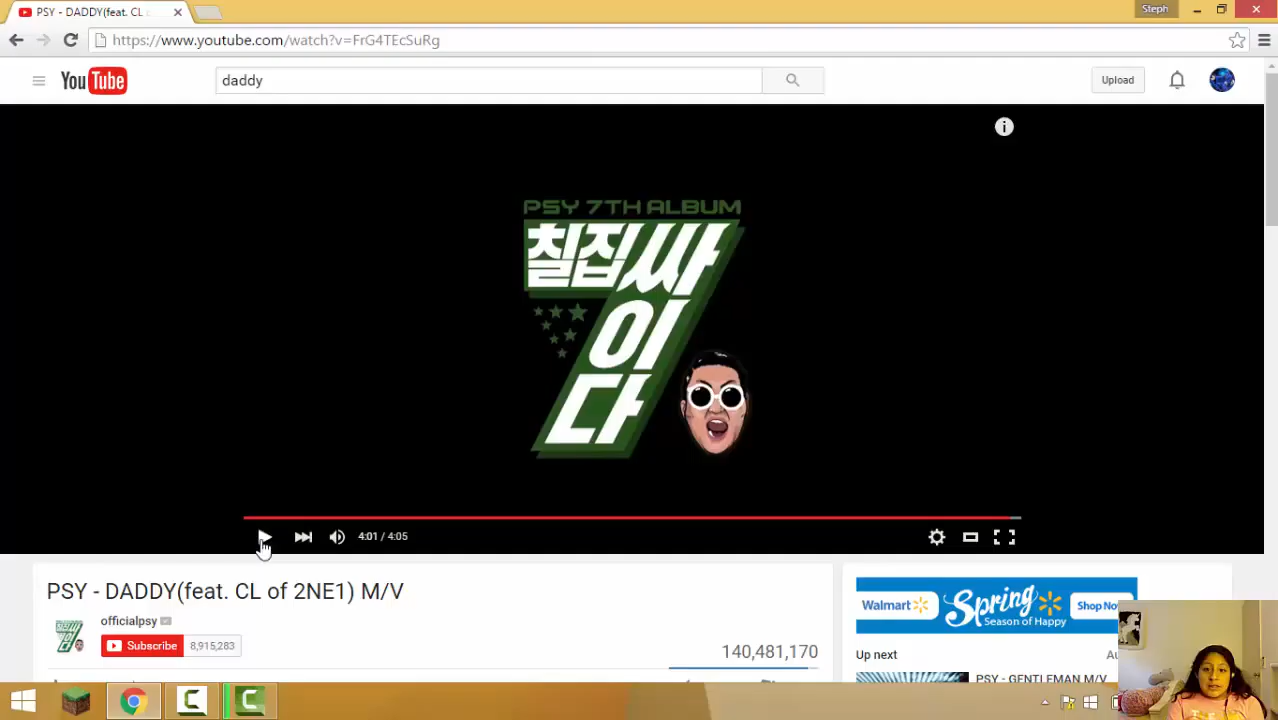 PSY - DADDY(feat. CL o
Steph
https://www.youtube.com/watch?v=FrG4TEcSuRg
YouTube
daddy
Upload
PSY 7TH ALBUM
칠집싸
이
다
4:01 / 4:05
PSY - DADDY(feat. CL of 2NE1) M/V
officialpsy
Subscribe 8,915,283
140,481,170
Walmart Spring Season of Happy Shop No
Up next
Au
PSY - GENTLEMAN M/V